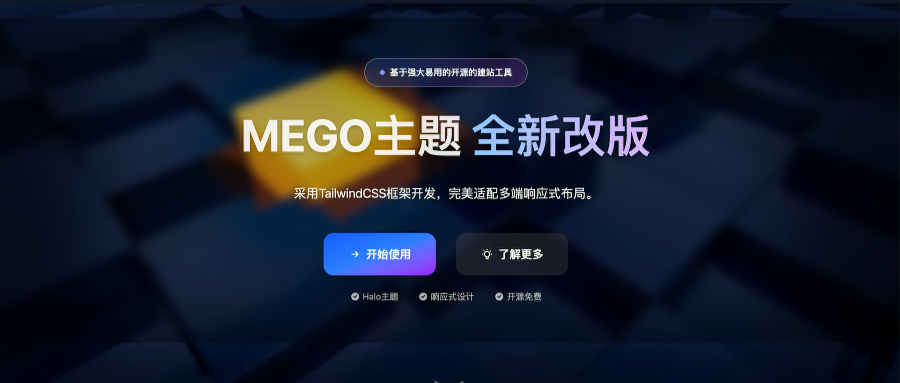 基于强大易用的开源的建站工具
MEGO主题 全新改版
采用TailwindCSS框架开发，完美适配多端响应式布局。
开始使用 了解更多
Halo主题 响应式设计 开源免费